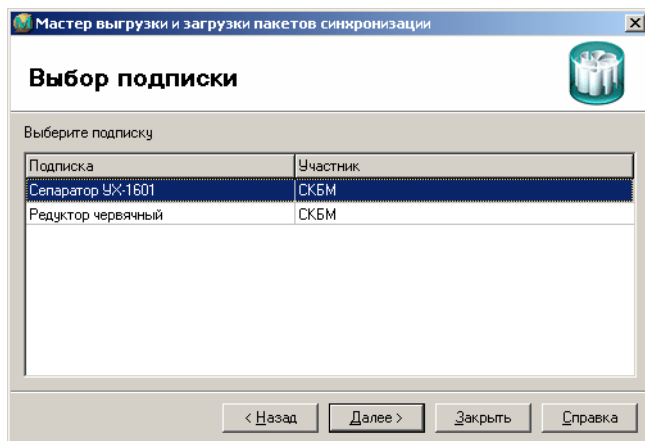 Мастер выгрузки и загрузки пакетов синхронизации
Выбор подписки
Выберите подписку
Подписка Участник
Сепаратор УХ-1601 СКБМ
Редуктор червячный СКБМ
< Назад Далее > Закрыть Справка